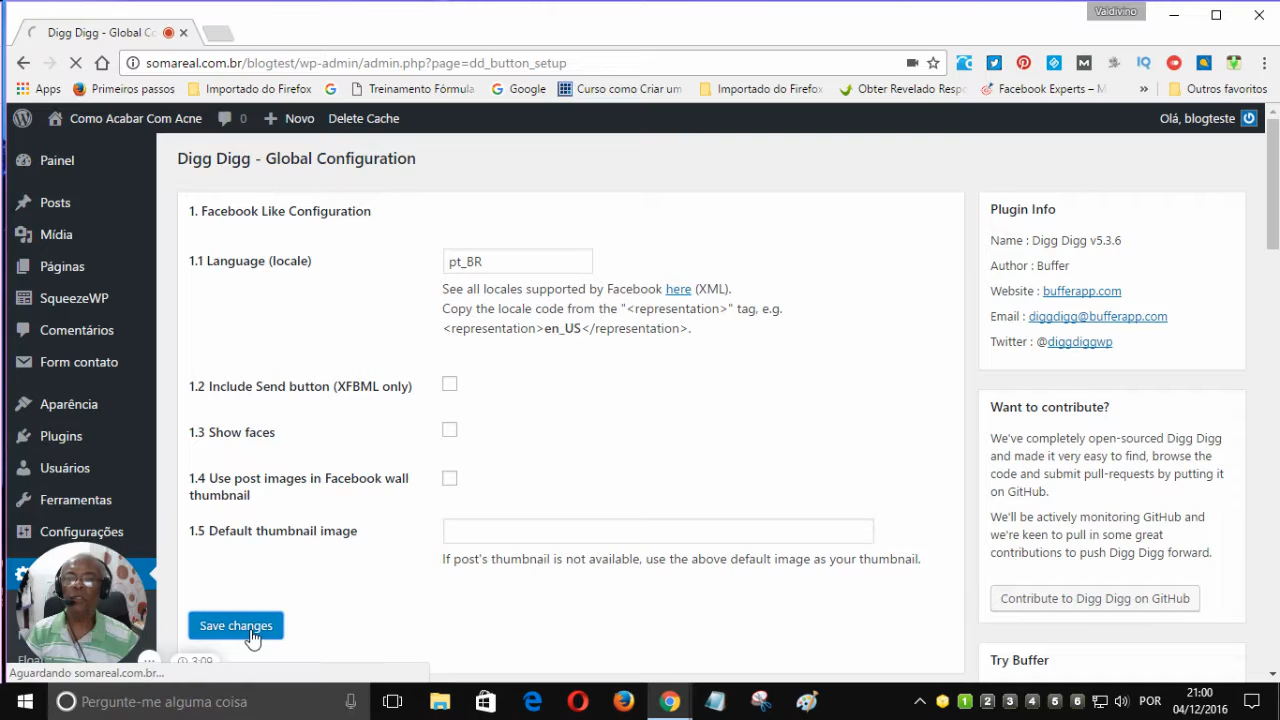 Valdivino
Digg Digg - Global Co
somareal.com.br/blogtest/wp-admin/admin.php?page=dd_button_setup
Apps
Primeiros passos
Importado do Firefox
Treinamento Fórmula
Google
Curso como Criar um
Importado do Firefox
Obter Revelado Resp
Facebook Experts – M
»
Outros favoritos
Como Acabar Com Acne
0
Novo
Delete Cache
Olá, blogteste
Painel
Posts
Mídia
Páginas
SqueezeWP
Comentários
Form contato
Aparência
Plugins
Usuários
Ferramentas
Configurações
Digg Digg - Global Configuration
1. Facebook Like Configuration
1.1 Language (locale)
pt_BR
See all locales supported by Facebook here (XML).
Copy the locale code from the "<representation>" tag, e.g.
<representation>en_US</representation>.
1.2 Include Send button (XFBML only)
1.3 Show faces
1.4 Use post images in Facebook wall
thumbnail
1.5 Default thumbnail image
If post's thumbnail is not available, use the above default image as your thumbnail.
Save changes
Plugin Info
Name : Digg Digg v5.3.6
Author : Buffer
Website : bufferapp.com
Email : diggdigg@bufferapp.com
Twitter : @diggdiggwp
Want to contribute?
We've completely open-sourced Digg Digg
and made it very easy to find, browse the
code and submit pull-requests by putting it
on GitHub.
We'll be actively monitoring GitHub and
we're keen to pull in some great
contributions to push Digg Digg forward.
Contribute to Digg Digg on GitHub
Try Buffer
3:09
Aguardando somareal.com.br...
Pergunte-me alguma coisa
1
2
3
4
5
6
POR
21:00
04/12/2016